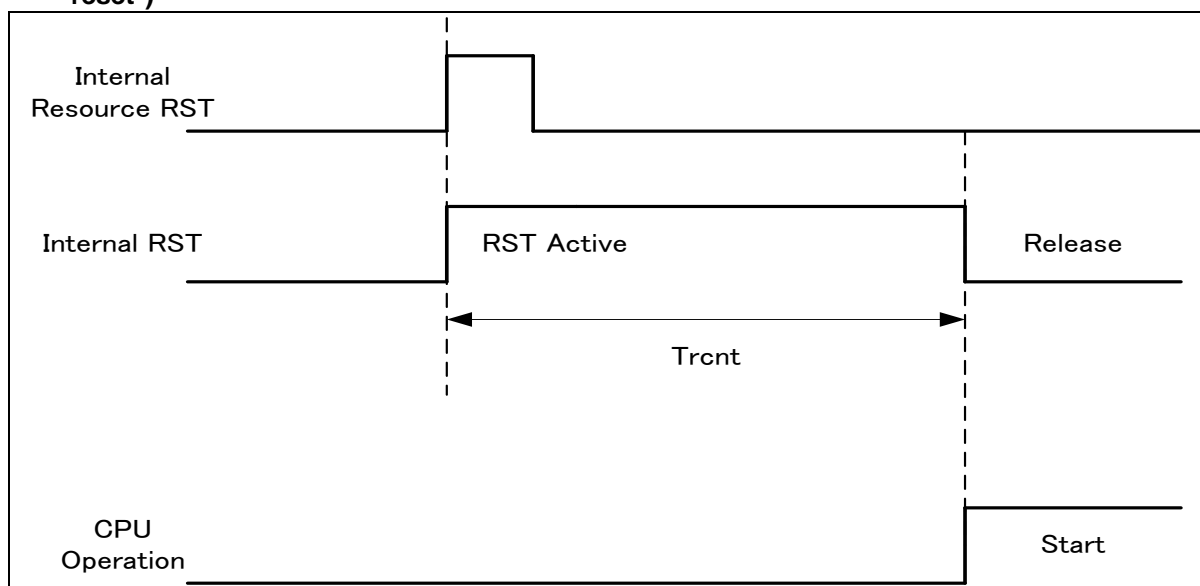 reset )
Internal
Resource RST
Internal RST
RST Active
Release
Trcnt
CPU
Operation
Start